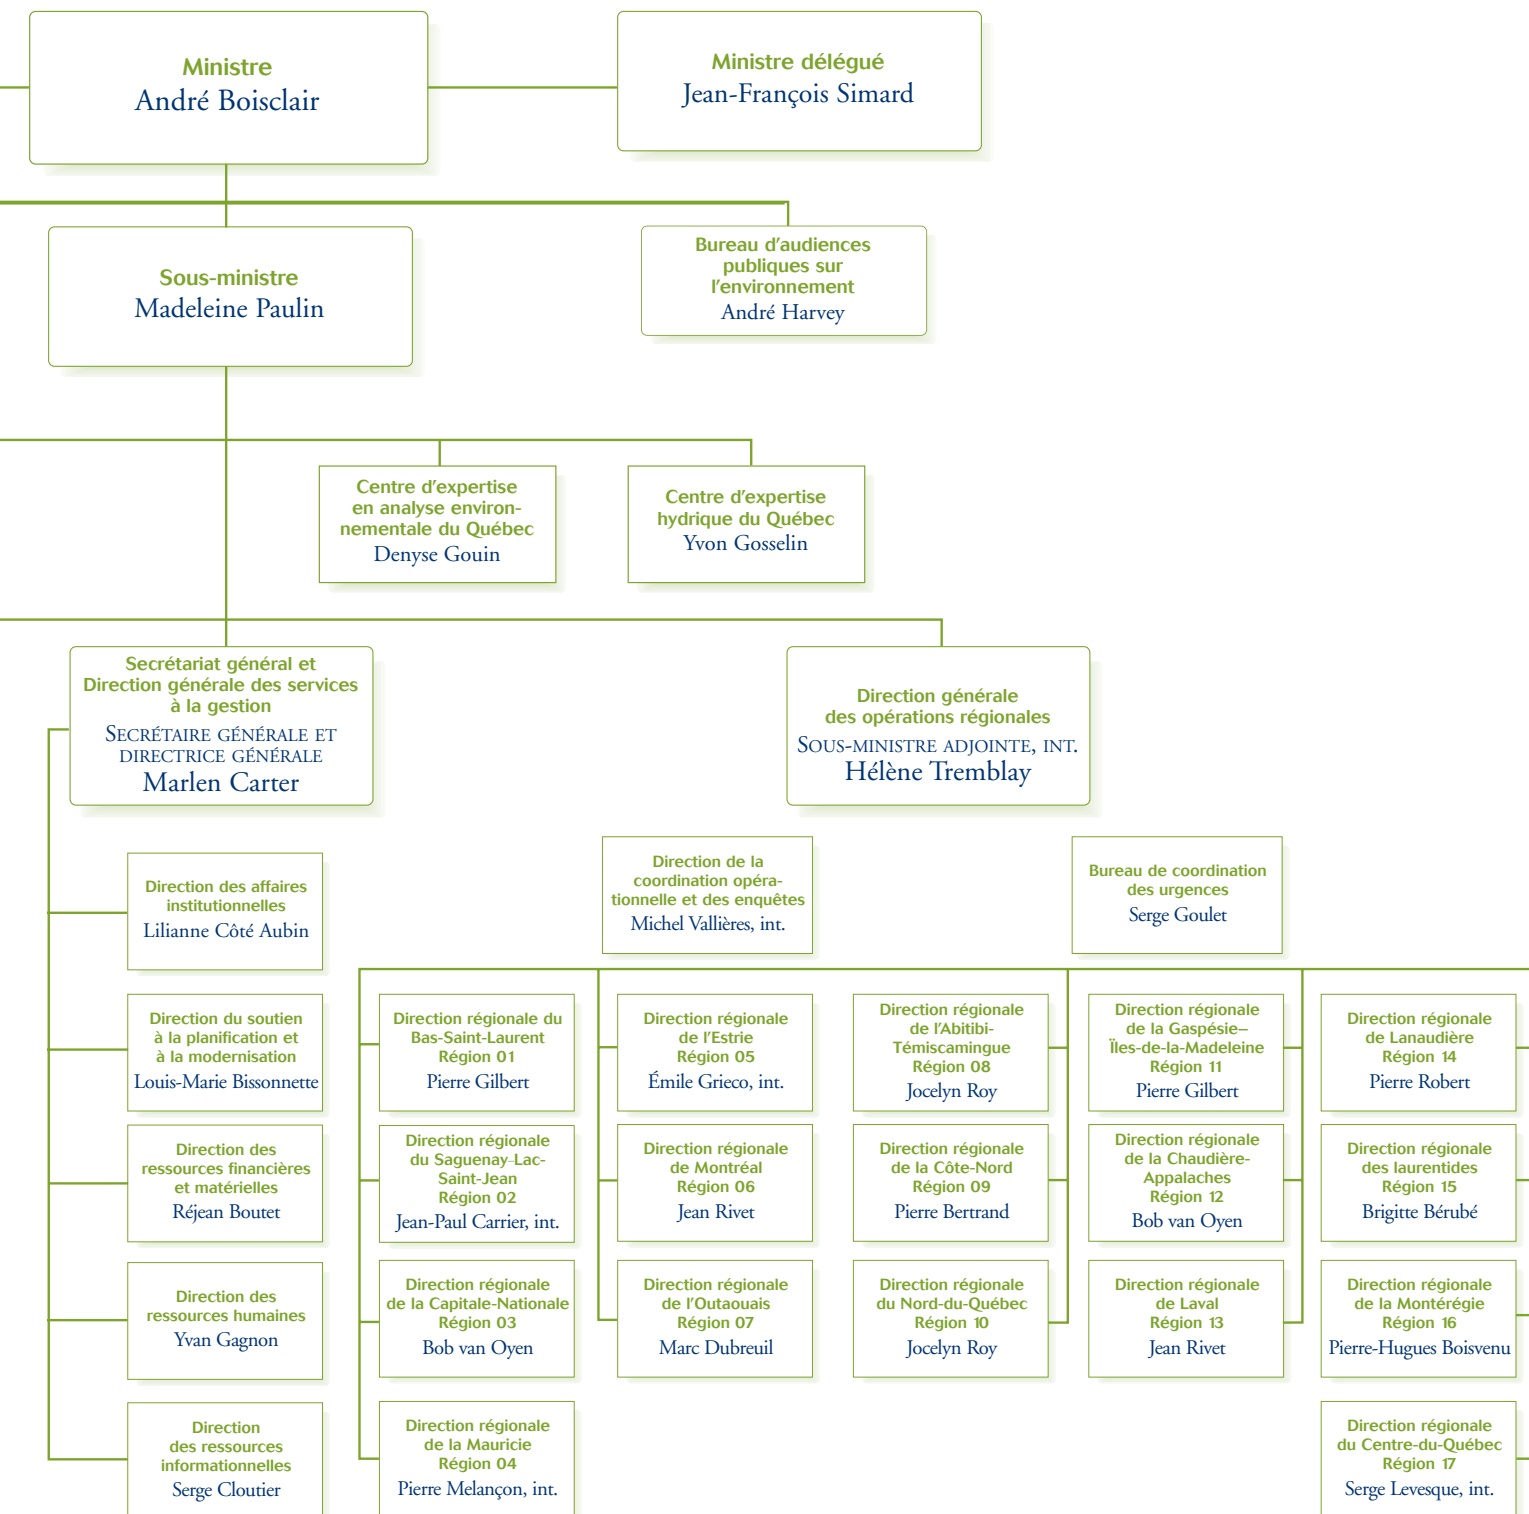 Ministre
André Boisclair
Ministre délégué
Jean-François Simard
Sous-ministre
Madeleine Paulin
Bureau d'audiences
publiques sur
l'environnement
André Harvey
Centre d'expertise
en analyse environ-
nementale du Québec
Denyse Gouin
Centre d'expertise
hydrique du Québec
Yvon Gosselin
Secrétariat général et
Direction générale des services
à la gestion
SECRÉTAIRE GÉNÉRALE ET
DIRECTRICE GÉNÉRALE
Marlen Carter
Direction générale
des opérations régionales
SOUS-MINISTRE ADJOINTE, INT.
Hélène Tremblay
Direction de la
coordination opéra-
tionnelle et des enquêtes
Michel Vallières, int.
Bureau de coordination
des urgences
Serge Goulet
Direction des affaires
institutionnelles
Lilianne Côté Aubin
Direction du soutien
à la planification et
à la modernisation
Louis-Marie Bissonnette
Direction des
ressources financières
et matérielles
Réjean Boutet
Direction des
ressources humaines
Yvan Gagnon
Direction
des ressources
informationnelles
Serge Cloutier
Direction régionale du
Bas-Saint-Laurent
Région 01
Pierre Gilbert
Direction régionale
du Saguenay-Lac-
Saint-Jean
Région 02
Jean-Paul Carrier, int.
Direction régionale
de la Capitale-Nationale
Région 03
Bob van Oyen
Direction régionale
de la Mauricie
Région 04
Pierre Melançon, int.
Direction régionale
de l'Estrie
Région 05
Émile Grieco, int.
Direction régionale
de Montréal
Région 06
Jean Rivet
Direction régionale
de l'Outaouais
Région 07
Marc Dubreuil
Direction régionale
de l'Abitibi-
Témiscamingue
Région 08
Jocelyn Roy
Direction régionale
de la Côte-Nord
Région 09
Pierre Bertrand
Direction régionale
du Nord-du-Québec
Région 10
Jocelyn Roy
Direction régionale
de la Gaspésie–
Ïles-de-la-Madeleine
Région 11
Pierre Gilbert
Direction régionale
de la Chaudière-
Appalaches
Région 12
Bob van Oyen
Direction régionale
de Laval
Région 13
Jean Rivet
Direction régionale
de Lanaudière
Région 14
Pierre Robert
Direction régionale
des laurentides
Région 15
Brigitte Bérubé
Direction régionale
de la Montérégie
Région 16
Pierre-Hugues Boisvenu
Direction régionale
du Centre-du-Québec
Région 17
Serge Levesque, int.